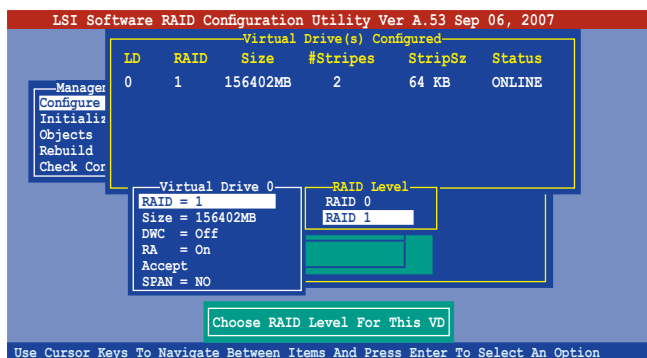 LSI Software RAID Configuration Utility Ver A.53 Sep 06, 2007
Virtual Drive(s) Configured
LD RAID Size #Stripes StripSz Status
0 1 156402MB 2 64 KB ONLINE
Configure
Objects
Rebuild
Virtual Drive 0
RAID = 1
Size = 156402MB
DWC = Off
RA = On
Accept
SPAN = NO
RAID Level
RAID 0
RAID 1
Choose RAID Level For This VD
Use Cursor Keys To Navigate Between Items And Press Enter To Select An Option